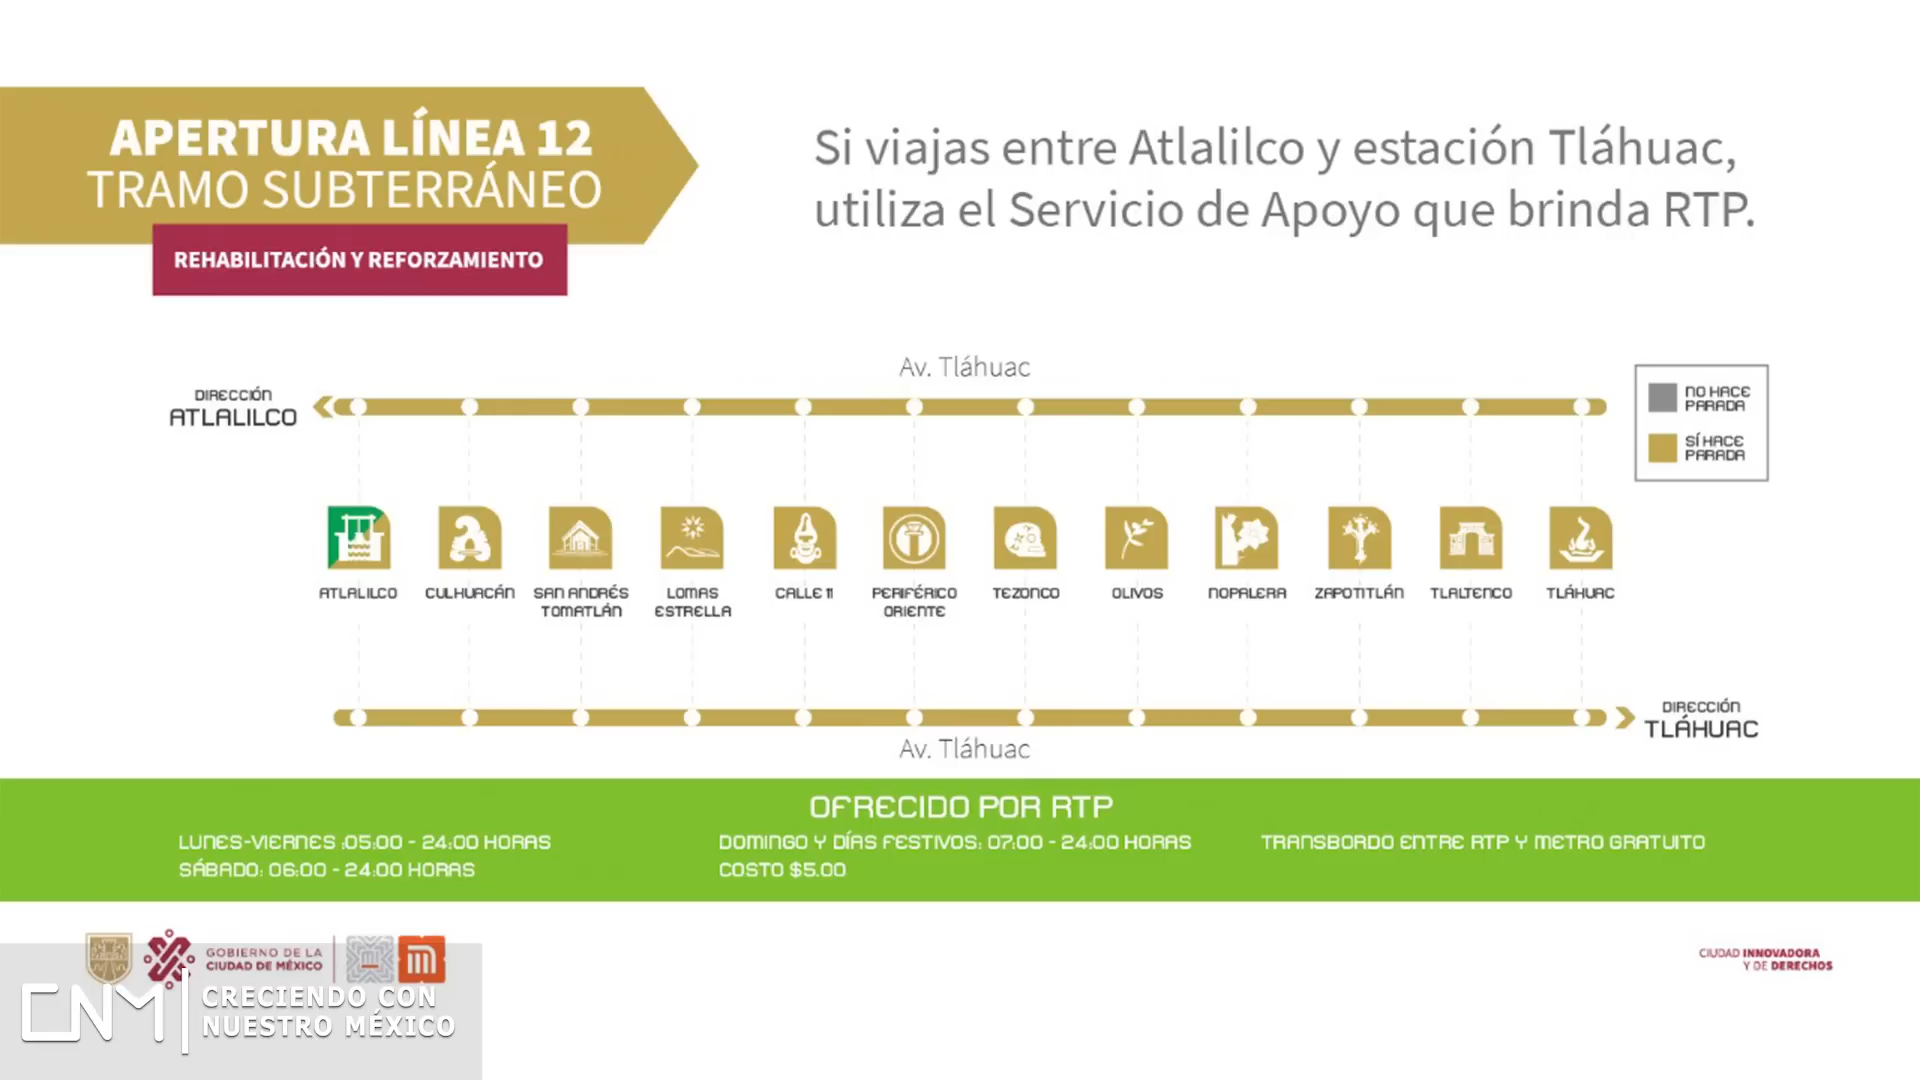 APERTURA LÍNEA 12
TRAMO SUBTERRÁNEO
REHABILITACIÓN Y REFORZAMIENTO
Si viajas entre Atlalilco y estación Tláhuac,
utiliza el Servicio de Apoyo que brinda RTP.
Av. Tláhuac
DIRECCIÓN
ATLALILCO
NO HACE
PARADA
SÍ HACE
PARADA
ATLALILCO
CULHUACÁN
SAN ANDRÉS
TOMATLÁN
LOMAS
ESTRELLA
CALLE 11
PERIFÉRICO
ORIENTE
TEZONCO
OLIVOS
NOPALERA
ZAPOTITLÁN
TLALTENCO
TLÁHUAC
DIRECCIÓN
TLÁHUAC
Av. Tláhuac
OFRECIDO POR RTP
LUNES-VIERNES :05:00 - 24:00 HORAS
SÁBADO: 06:00 - 24:00 HORAS
DOMINGO Y DÍAS FESTIVOS: 07:00 - 24:00 HORAS
COSTO $5.00
TRANSBORDO ENTRE RTP Y METRO GRATUITO
GOBIERNO DE LA
CIUDAD DE MÉXICO
CIUDAD INNOVADORA
Y DE DERECHOS
CNM
CRECIENDO CON
NUESTRO MÉXICO